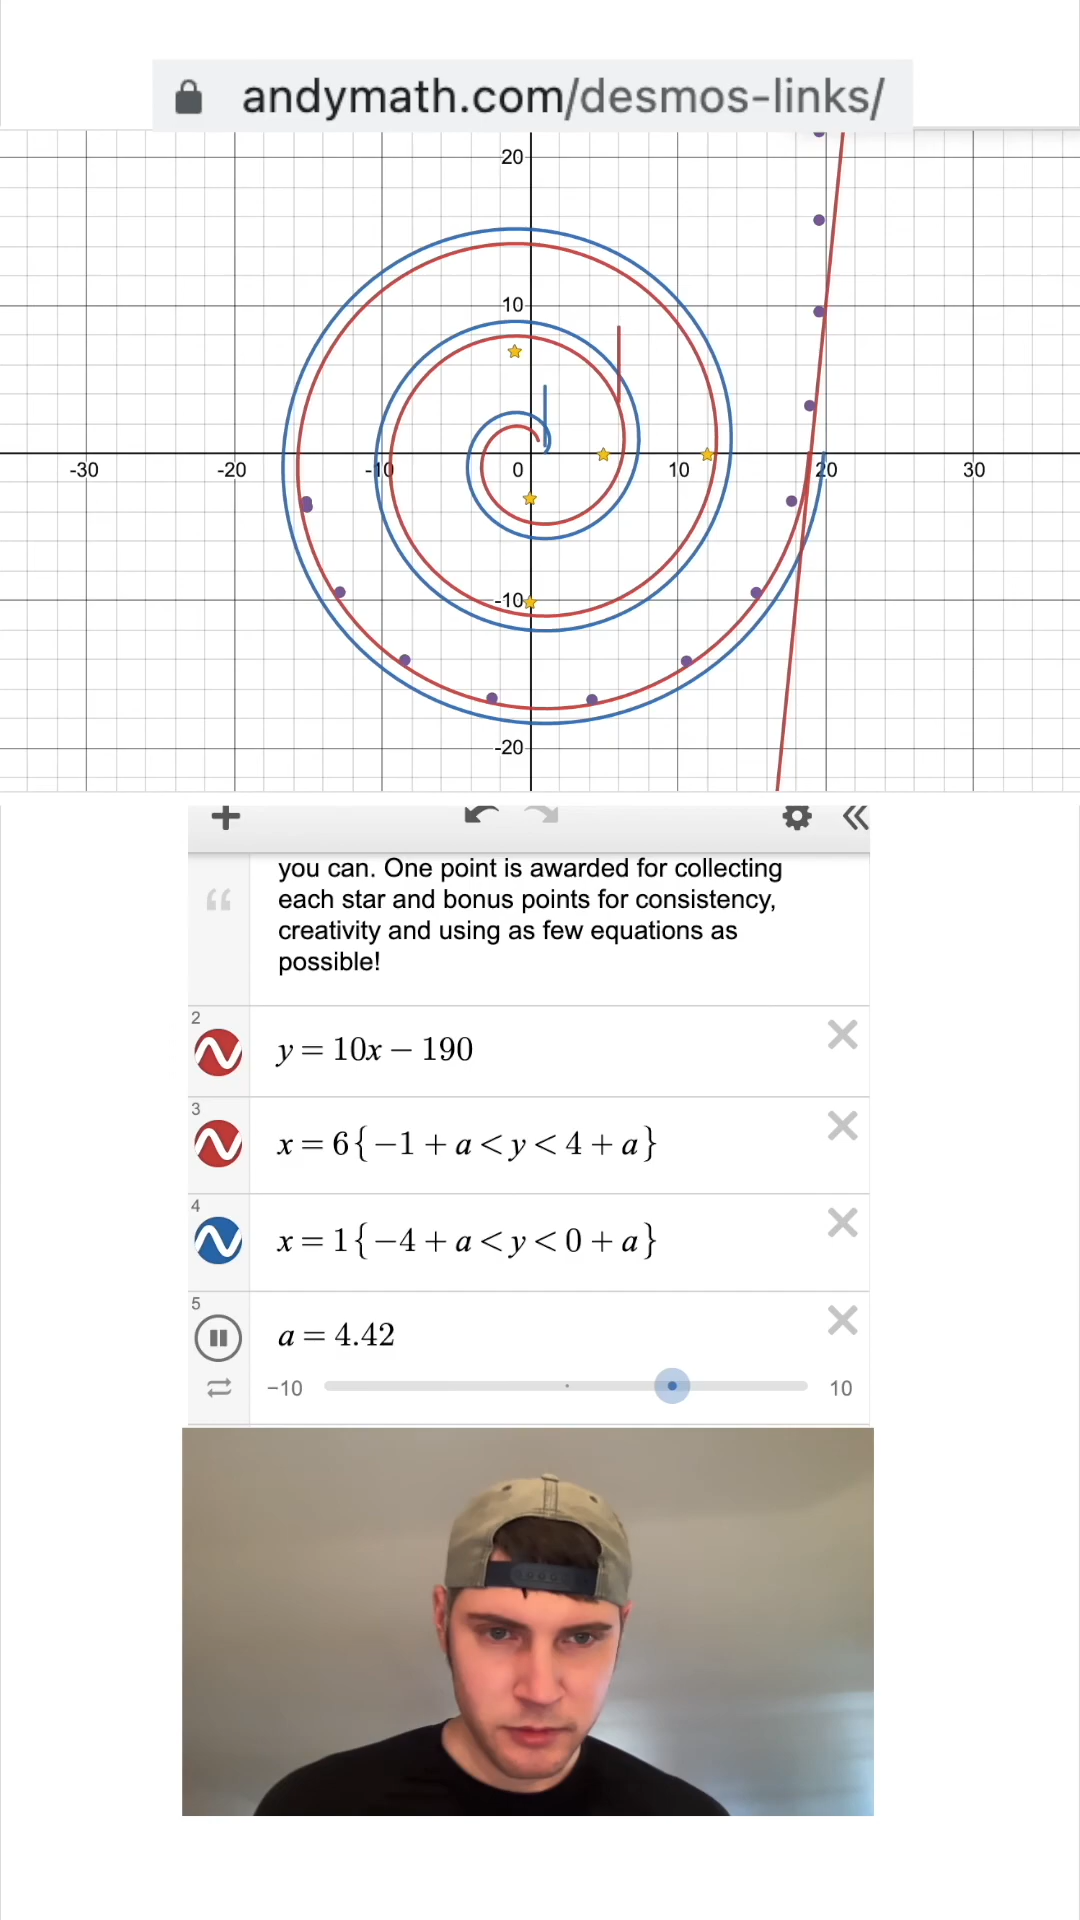 andymath.com/desmos-links/
20
10
-30
-20
-10
0
10
20
30
-10
-20
you can. One point is awarded for collecting
each star and bonus points for consistency,
creativity and using as few equations as
possible!
2
y = 10x − 190
3
x = 6{−1 + a < y < 4 + a}
4
x = 1{−4 + a < y < 0 + a}
5
a = 4.42
−10
10